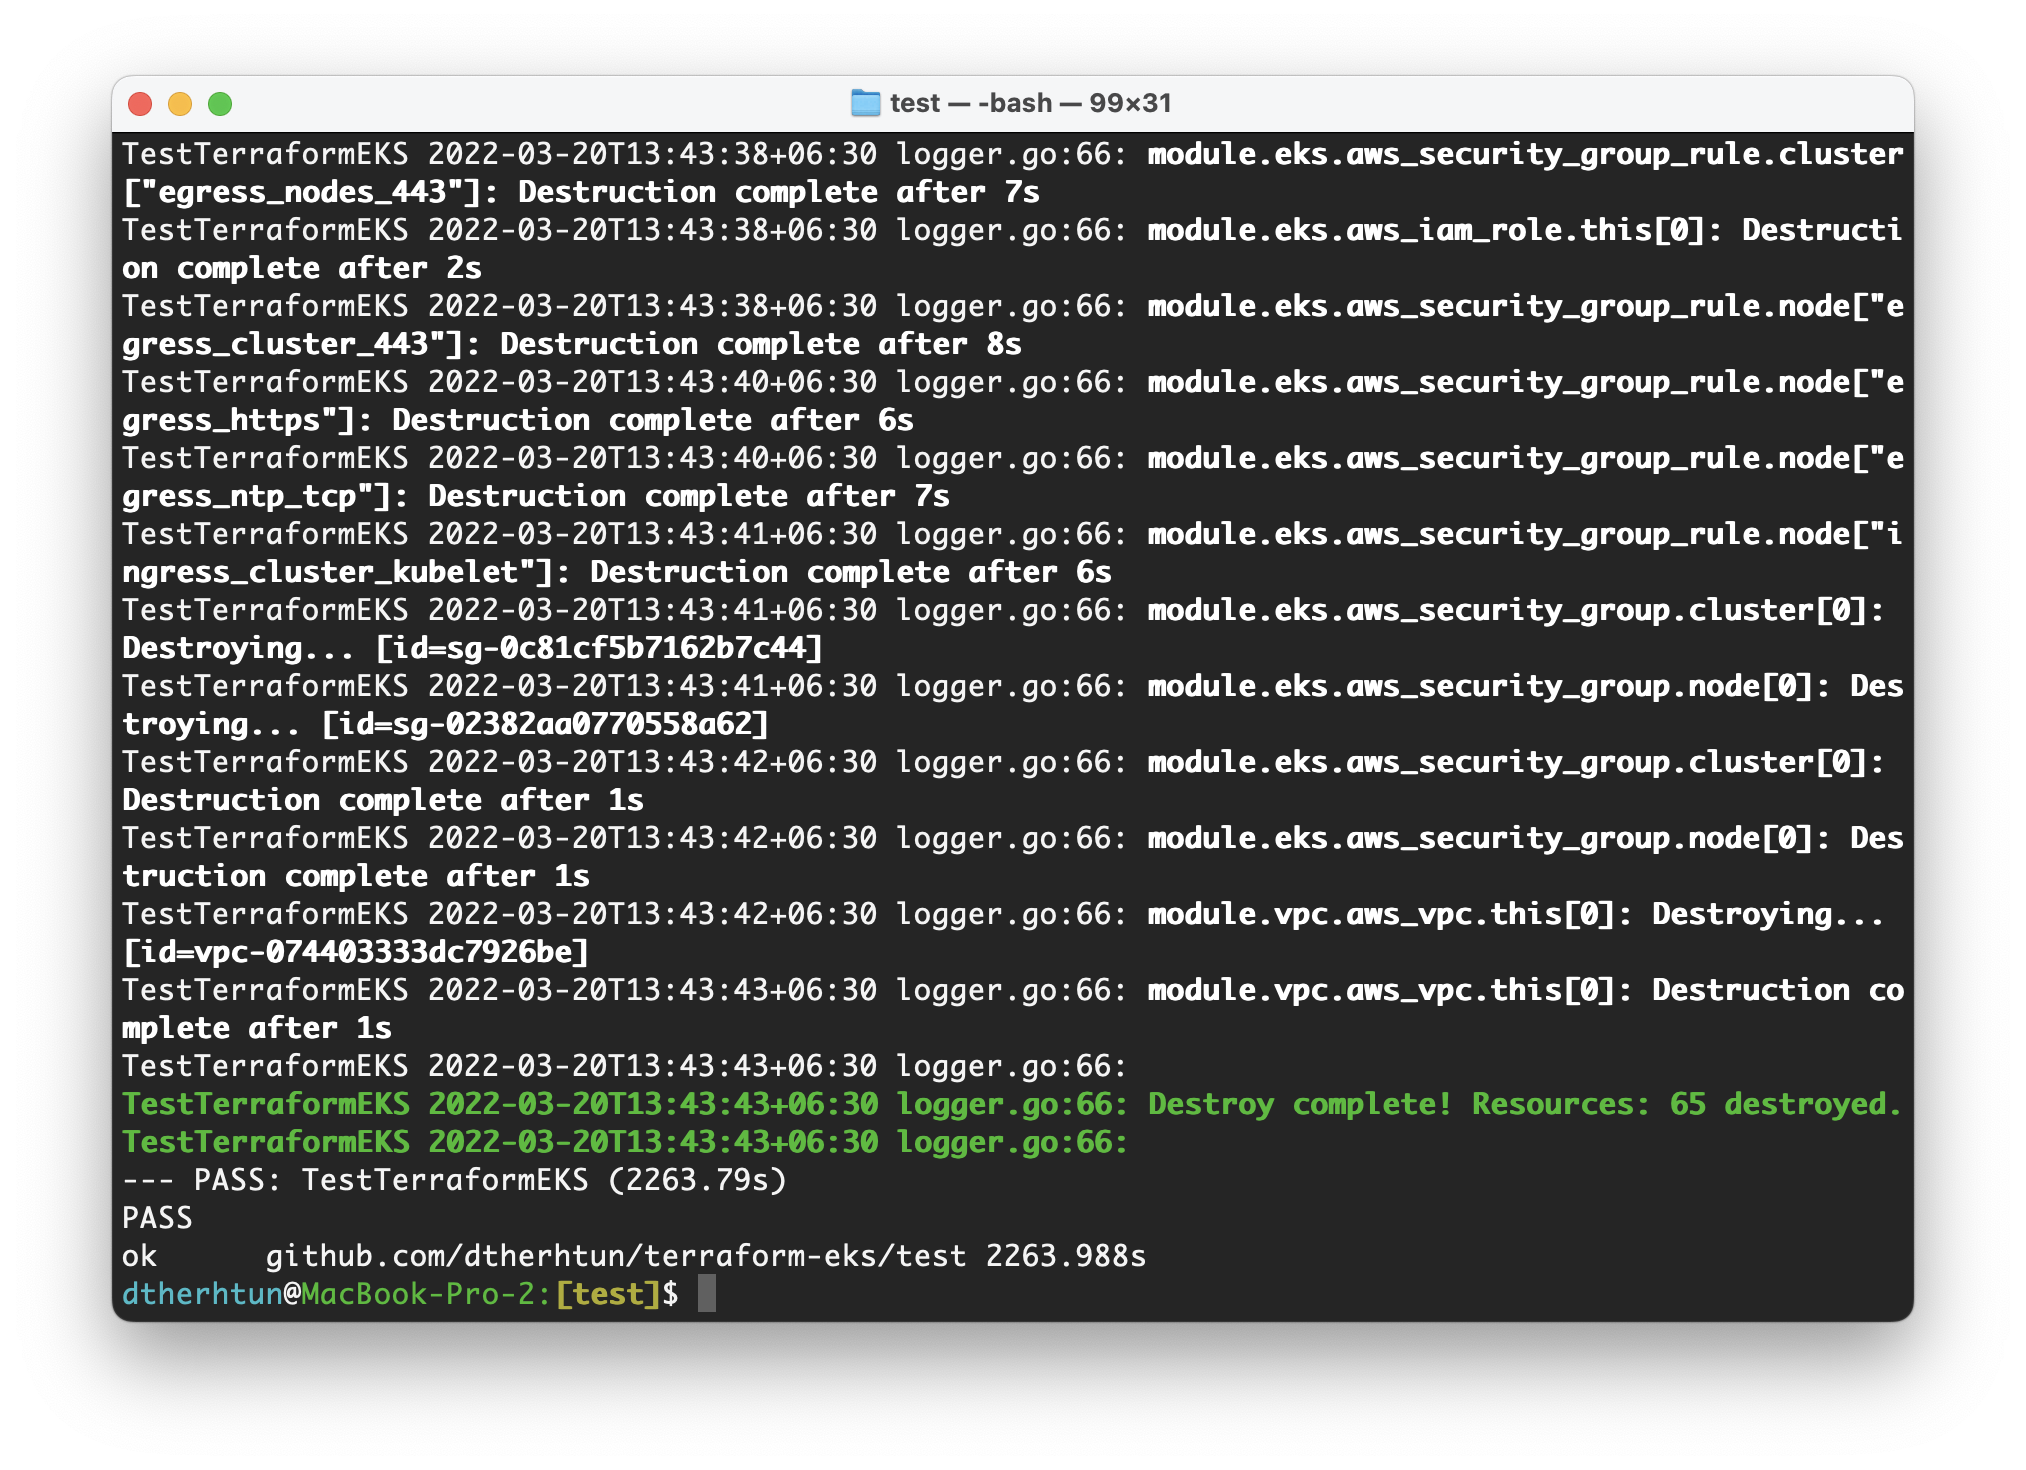 test — -bash — 99×31
TestTerraformEKS 2022-03-20T13:43:38+06:30 logger.go:66: module.eks.aws_security_group_rule.cluster
["egress_nodes_443"]: Destruction complete after 7s
TestTerraformEKS 2022-03-20T13:43:38+06:30 logger.go:66: module.eks.aws_iam_role.this[0]: Destructi
on complete after 2s
TestTerraformEKS 2022-03-20T13:43:38+06:30 logger.go:66: module.eks.aws_security_group_rule.node["e
gress_cluster_443"]: Destruction complete after 8s
TestTerraformEKS 2022-03-20T13:43:40+06:30 logger.go:66: module.eks.aws_security_group_rule.node["e
gress_https"]: Destruction complete after 6s
TestTerraformEKS 2022-03-20T13:43:40+06:30 logger.go:66: module.eks.aws_security_group_rule.node["e
gress_ntp_tcp"]: Destruction complete after 7s
TestTerraformEKS 2022-03-20T13:43:41+06:30 logger.go:66: module.eks.aws_security_group_rule.node["i
ngress_cluster_kubelet"]: Destruction complete after 6s
TestTerraformEKS 2022-03-20T13:43:41+06:30 logger.go:66: module.eks.aws_security_group.cluster[0]:
Destroying... [id=sg-0c81cf5b7162b7c44]
TestTerraformEKS 2022-03-20T13:43:41+06:30 logger.go:66: module.eks.aws_security_group.node[0]: Des
troying... [id=sg-02382aa0770558a62]
TestTerraformEKS 2022-03-20T13:43:42+06:30 logger.go:66: module.eks.aws_security_group.cluster[0]:
Destruction complete after 1s
TestTerraformEKS 2022-03-20T13:43:42+06:30 logger.go:66: module.eks.aws_security_group.node[0]: Des
truction complete after 1s
TestTerraformEKS 2022-03-20T13:43:42+06:30 logger.go:66: module.vpc.aws_vpc.this[0]: Destroying...
[id=vpc-074403333dc7926be]
TestTerraformEKS 2022-03-20T13:43:43+06:30 logger.go:66: module.vpc.aws_vpc.this[0]: Destruction co
mplete after 1s
TestTerraformEKS 2022-03-20T13:43:43+06:30 logger.go:66:
TestTerraformEKS 2022-03-20T13:43:43+06:30 logger.go:66: Destroy complete! Resources: 65 destroyed.
TestTerraformEKS 2022-03-20T13:43:43+06:30 logger.go:66:
--- PASS: TestTerraformEKS (2263.79s)
PASS
ok      github.com/dtherhtun/terraform-eks/test 2263.988s
dtherhtun@MacBook-Pro-2:[test]$